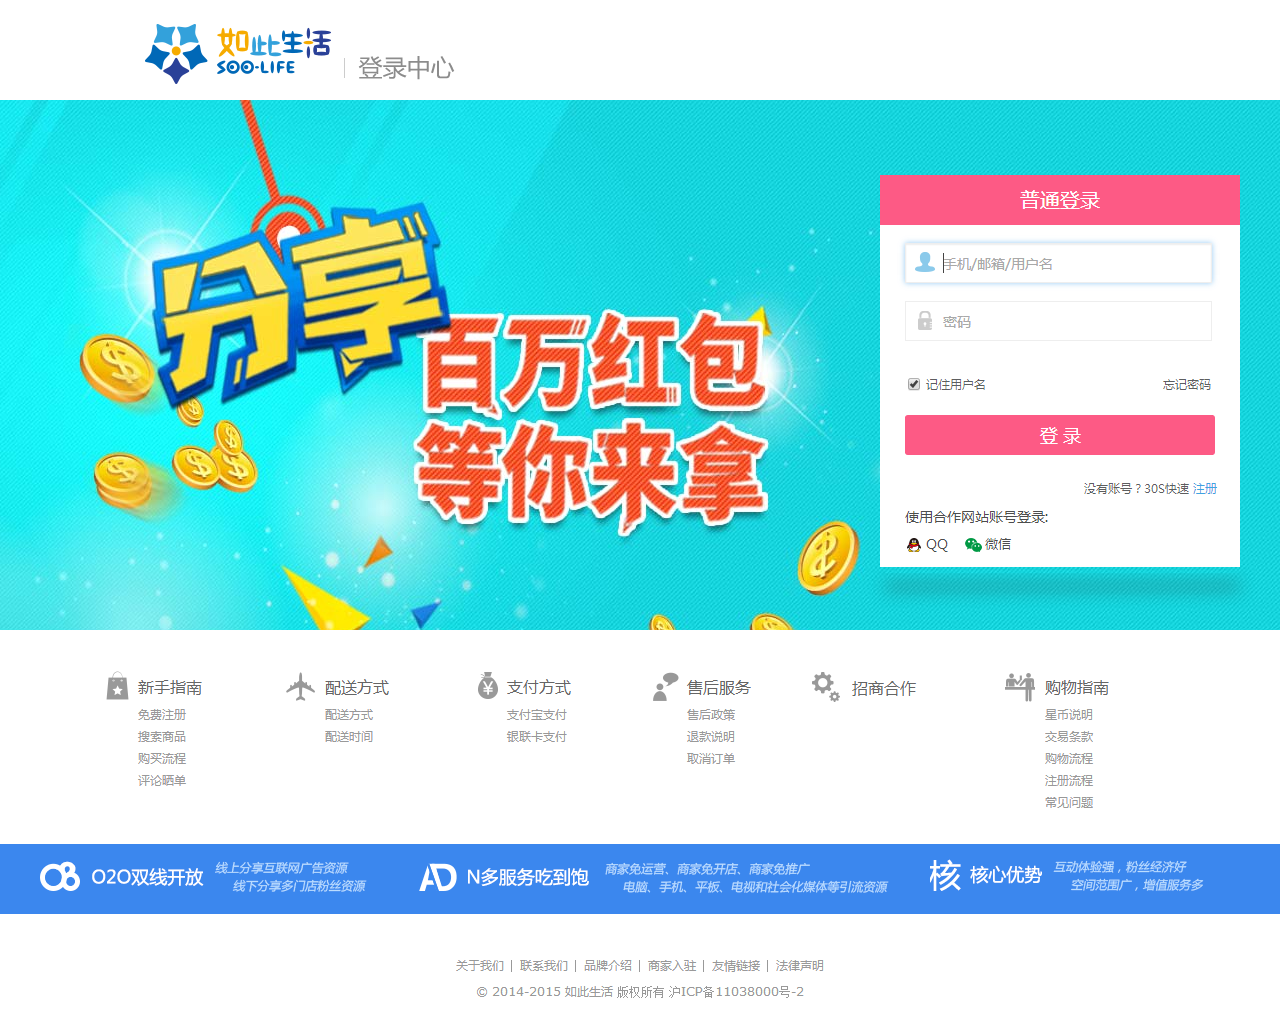 如此生活
SOO-LIFE
登录中心
分享
百万红包
等你来拿
普通登录
手机/邮箱/用户名
密码
记住用户名 忘记密码
登 录
没有账号？30S快速 注册
使用合作网站账号登录:
QQ 微信
新手指南
免费注册
搜索商品
购买流程
评论晒单
配送方式
配送方式
配送时间
支付方式
支付宝支付
银联卡支付
售后服务
售后政策
退款说明
取消订单
招商合作
购物指南
星币说明
交易条款
购物流程
注册流程
常见问题
O2O双线开放
线上分享互联网广告资源
线下分享多门店粉丝资源
AD N多服务吃到饱
商家免运营、商家免开店、商家免推广
电脑、手机、平板、电视和社会化媒体等引流资源
核 核心优势
互动体验强，粉丝经济好
空间范围广，增值服务多
关于我们 | 联系我们 | 品牌介绍 | 商家入驻 | 友情链接 | 法律声明
© 2014-2015 如此生活 版权所有 沪ICP备11038000号-2